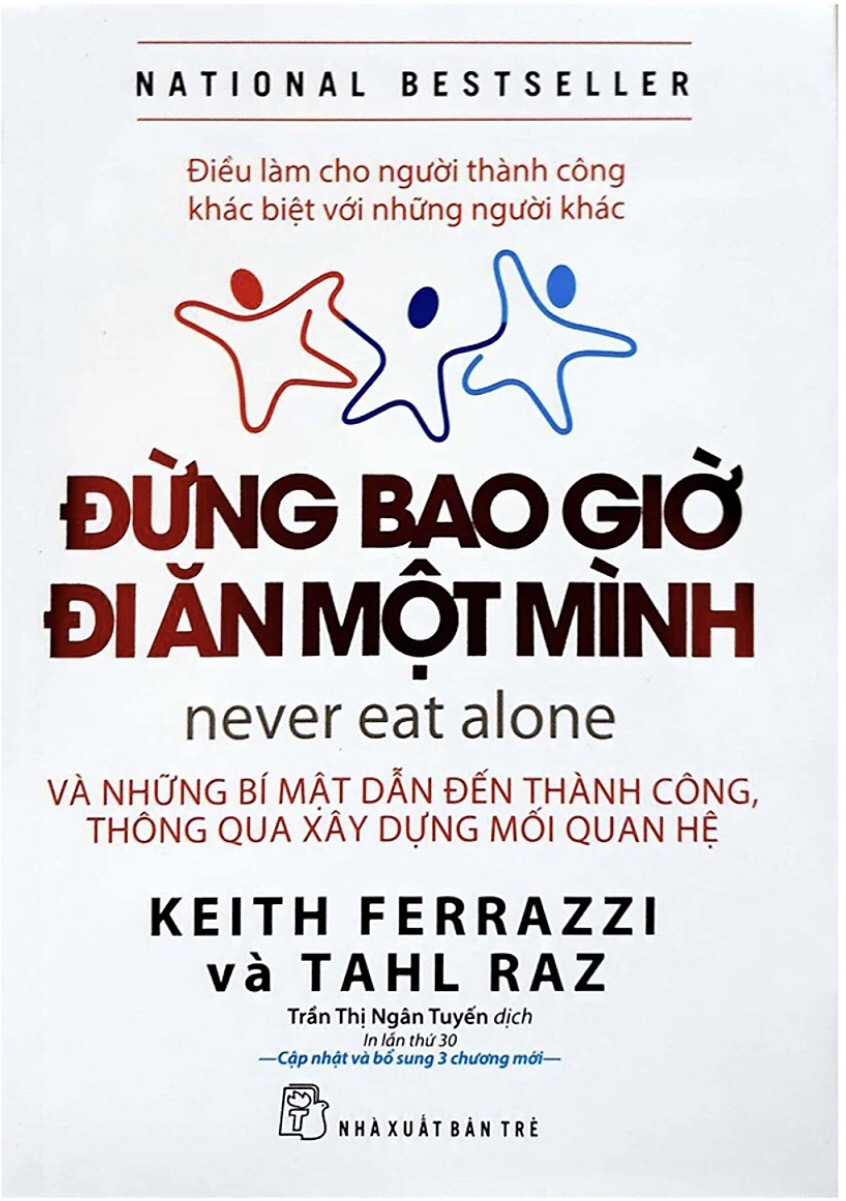 NATIONAL BESTSELLER
Điều làm cho người thành công
khác biệt với những người khác
ĐỪNG BAO GIỜ
ĐI ĂN MỘT MÌNH
never eat alone
VÀ NHỮNG BÍ MẬT DẪN ĐẾN THÀNH CÔNG,
THÔNG QUA XÂY DỰNG MỐI QUAN HỆ
KEITH FERRAZZI
và TAHL RAZ
Trần Thị Ngân Tuyến dịch
In lần thứ 30
—Cập nhật và bổ sung 3 chương mới—
T
NHÀ XUẤT BẢN TRẺ